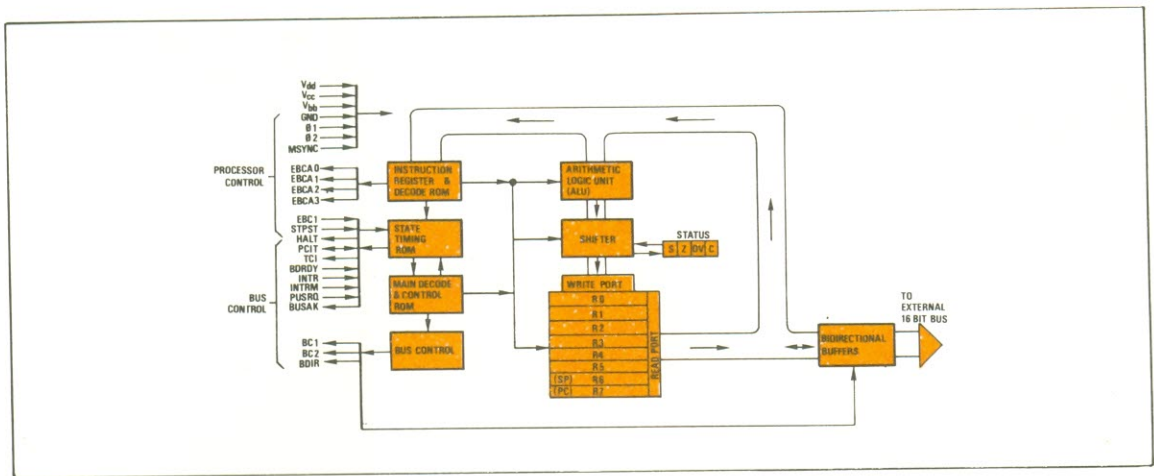 Vdd
Vcc
Vbb
GND
Ø1
Ø2
MSYNC
PROCESSOR
CONTROL
EBCA0
EBCA1
EBCA2
EBCA3
EBC1
STPST
HALT
PCIT
TCI
BDRDY
INTR
INTRM
PUSRQ
BUSAK
BUS
CONTROL
BC1
BC2
BDIR
INSTRUCTION
REGISTER &
DECODE ROM
STATE
TIMING
ROM
MAIN DECODE
& CONTROL
ROM
BUS CONTROL
ARITHMETIC
LOGIC UNIT
(ALU)
SHIFTER
STATUS
S Z OV C
WRITE PORT
R0
R1
R2
R3
R4
R5
(SP) R6
(PC) R7
READ PORT
BIDIRECTIONAL
BUFFERS
TO
EXTERNAL
16 BIT BUS